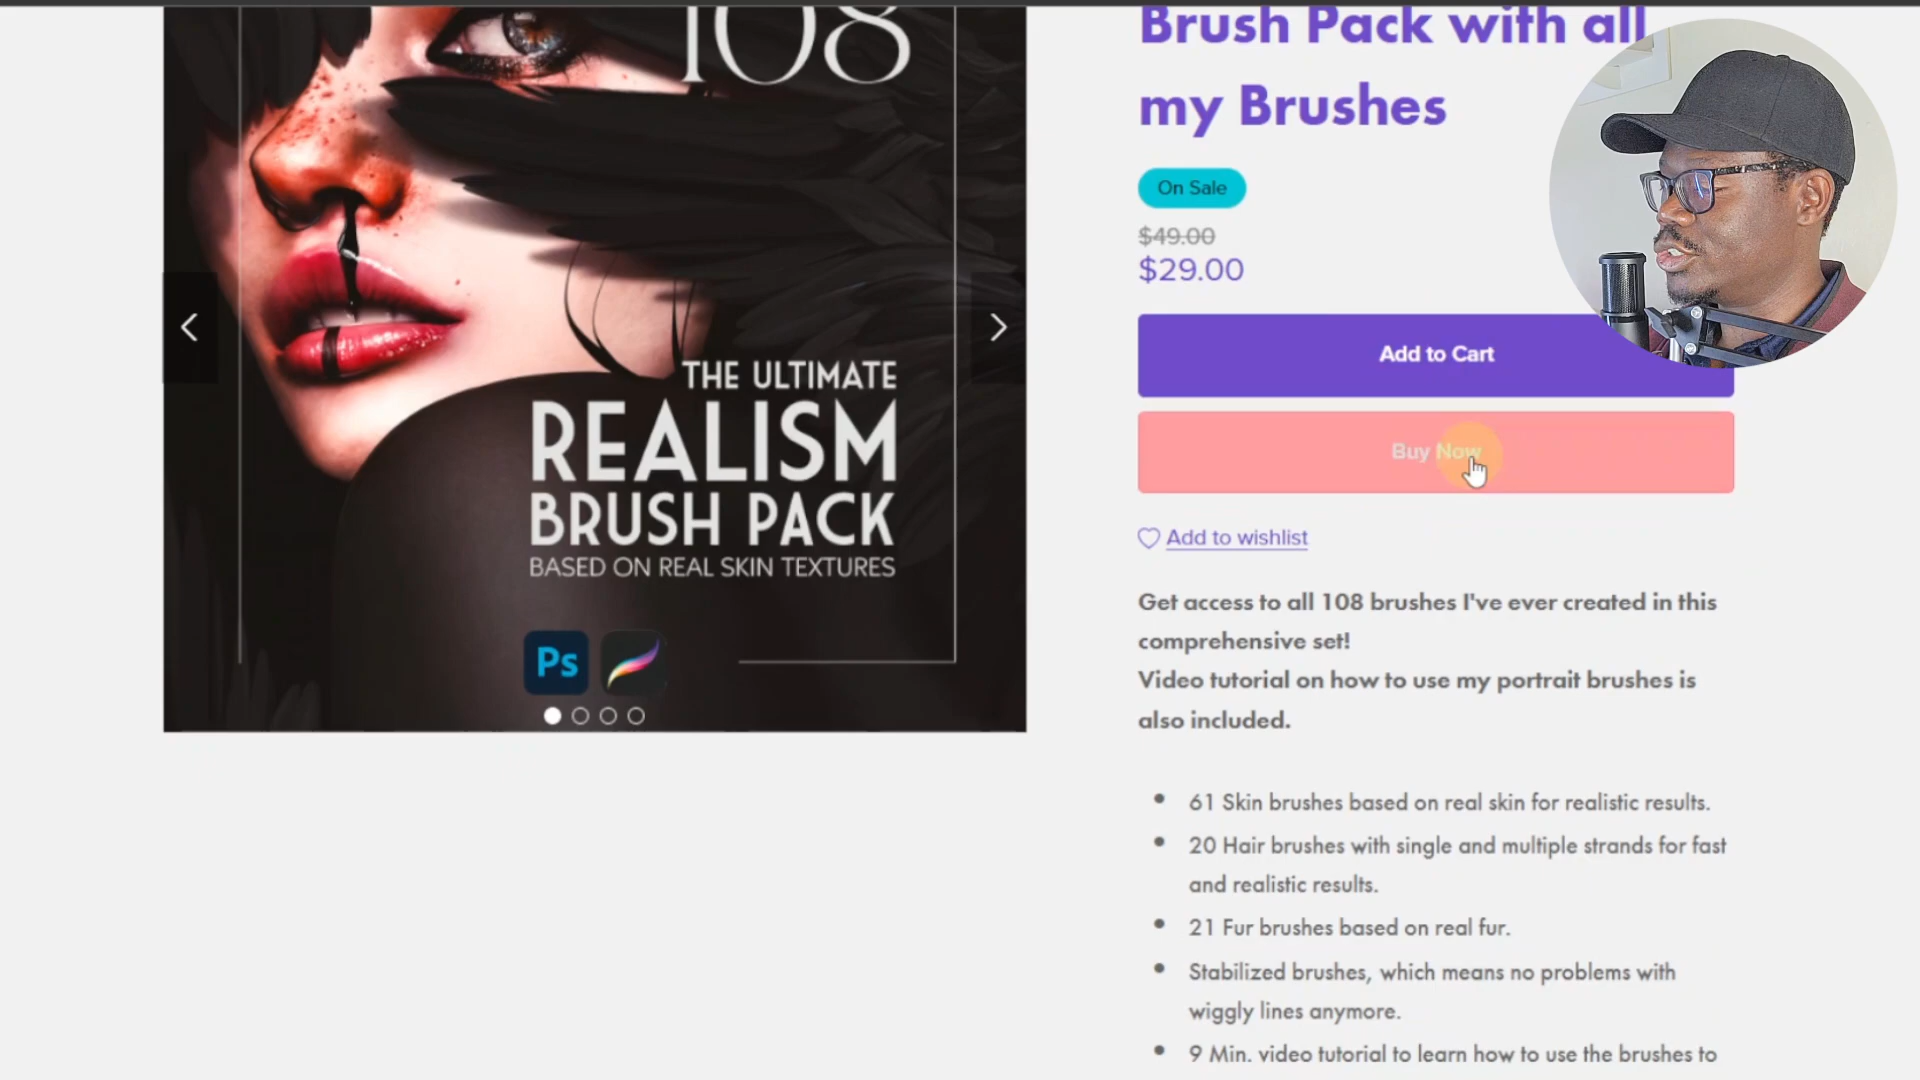 108
THE ULTIMATE
REALISM
BRUSH PACK
BASED ON REAL SKIN TEXTURES
Ps
Brush Pack with all
my Brushes
On Sale
$49.00
$29.00
Add to Cart
Buy Now
Add to wishlist
Get access to all 108 brushes I've ever created in this
comprehensive set!
Video tutorial on how to use my portrait brushes is
also included.
• 61 Skin brushes based on real skin for realistic results.
• 20 Hair brushes with single and multiple strands for fast
and realistic results.
• 21 Fur brushes based on real fur.
• Stabilized brushes, which means no problems with
wiggly lines anymore.
• 9 Min. video tutorial to learn how to use the brushes to